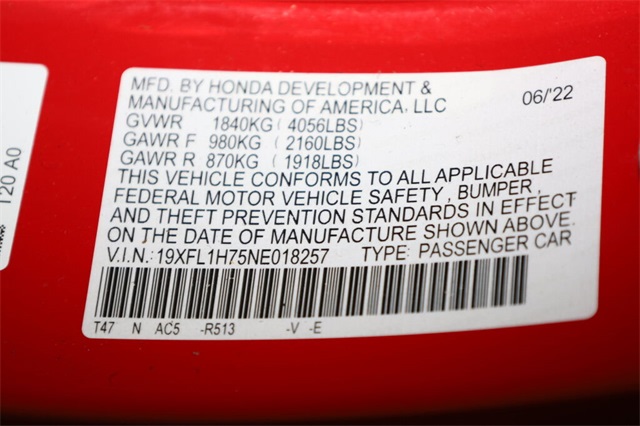 MFD. BY HONDA DEVELOPMENT &
MANUFACTURING OF AMERICA, LLC 06/'22
GVWR 1840KG (4056LBS)
GAWR F 980KG (2160LBS)
GAWR R 870KG (1918LBS)
THIS VEHICLE CONFORMS TO ALL APPLICABLE
FEDERAL MOTOR VEHICLE SAFETY, BUMPER,
AND THEFT PREVENTION STANDARDS IN EFFECT
ON THE DATE OF MANUFACTURE SHOWN ABOVE.
V.I.N.: 19XFL1H75NE018257 TYPE: PASSENGER CAR
T47 N AC5 -R513 -V -E
120 A0